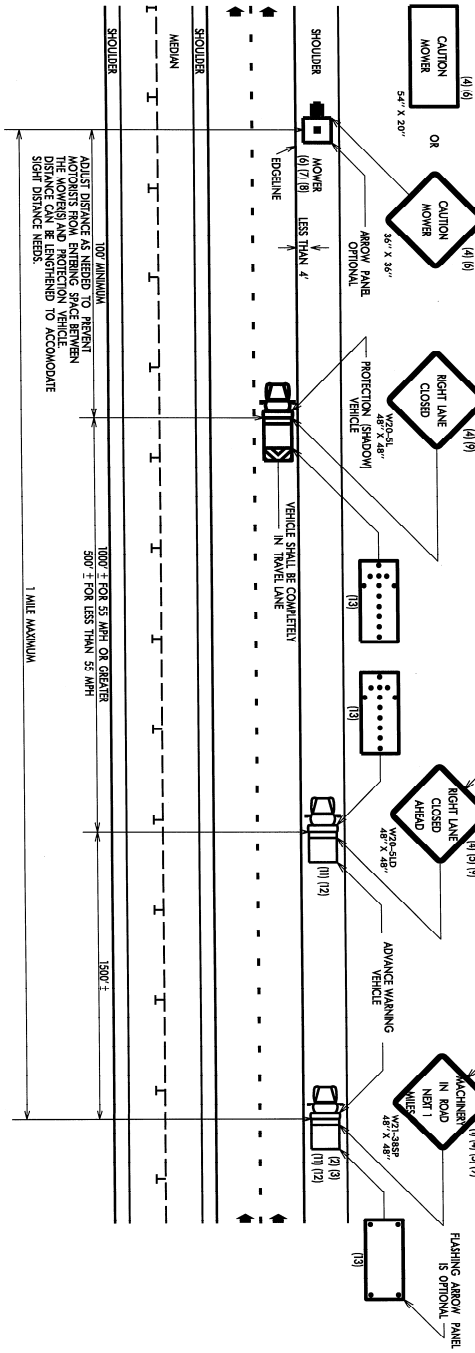 (4) (6)
CAUTION
MOWER
54" X 20"
OR
(4) (6)
CAUTION
MOWER
36" X 36"
(4) (9)
RIGHT LANE
CLOSED
W20-5L
48" X 48"
(13)
(13)
(4) (5) (9)
RIGHT LANE
CLOSED
AHEAD
W20-5LD
48" X 48"
MACHINERY
IN ROAD
NEXT 1
MILES
W21-38SP
48" X 48"
FLASHING ARROW PANEL
IS OPTIONAL
(13)
ARROW PANEL
OPTIONAL
PROTECTION (SHADOW)
VEHICLE
ADVANCE WARNING
VEHICLE
SHOULDER
MOWER
(6) (7) (8)
EDGELINE
LESS THAN 4'
VEHICLE SHALL BE COMPLETELY
IN TRAVEL LANE
(11) (12)
(2) (3)
(11) (12)
SHOULDER
MEDIAN
SHOULDER
100' MINIMUM
ADJUST DISTANCE AS NEEDED TO PREVENT
MOTORISTS FROM ENTERING SPACE BETWEEN
THE MOWER(S) AND PROTECTION VEHICLE.
DISTANCE CAN BE LENGTHENED TO ACCOMODATE
SIGHT DISTANCE NEEDS.
1000' ± FOR 55 MPH OR GREATER
500' ± FOR LESS THAN 55 MPH
1500' ±
1 MILE MAXIMUM